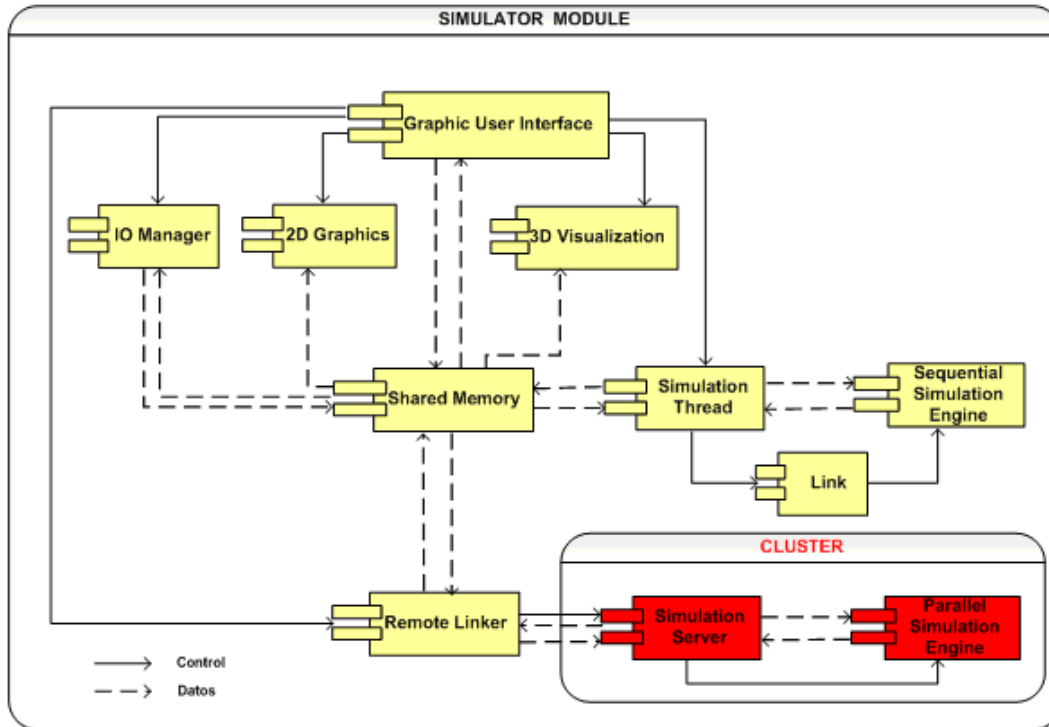 SIMULATOR MODULE
Graphic User Interface
IO Manager
2D Graphics
3D Visualization
Shared Memory
Simulation
Thread
Sequential
Simulation
Engine
Link
CLUSTER
Remote Linker
Simulation
Server
Parallel
Simulation
Engine
Control
Datos